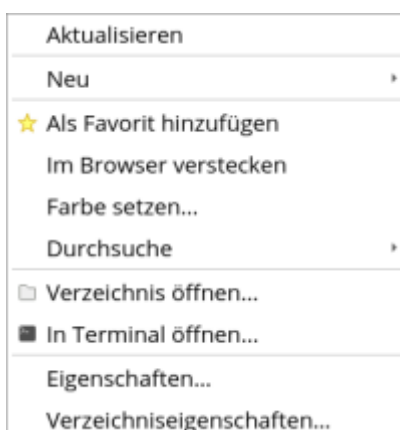 Aktualisieren
Neu
Als Favorit hinzufügen
Im Browser verstecken
Farbe setzen...
Durchsuche
Verzeichnis öffnen...
In Terminal öffnen...
Eigenschaften...
Verzeichniseigenschaften...